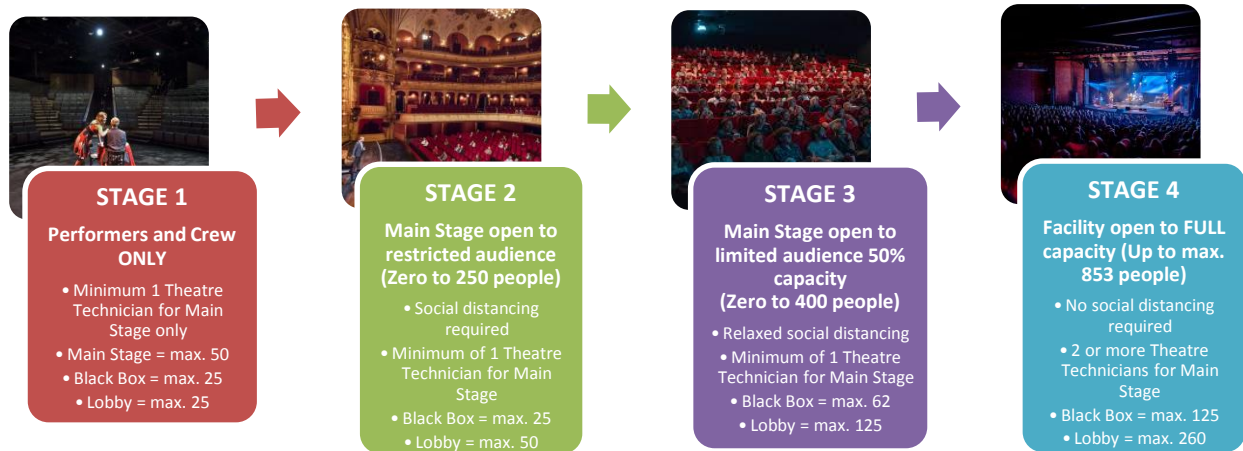 STAGE 1
Performers and Crew
ONLY
• Minimum 1 Theatre
Technician for Main
Stage only
• Main Stage = max. 50
• Black Box = max. 25
• Lobby = max. 25
STAGE 2
Main Stage open to
restricted audience
(Zero to 250 people)
• Social distancing
required
• Minimum of 1 Theatre
Technician for Main
Stage
• Black Box = max. 25
• Lobby = max. 50
STAGE 3
Main Stage open to
limited audience 50%
capacity
(Zero to 400 people)
• Relaxed social distancing
• Minimum of 1 Theatre
Technician for Main Stage
• Black Box = max. 62
• Lobby = max. 125
STAGE 4
Facility open to FULL
capacity (Up to max.
853 people)
• No social distancing
required
• 2 or more Theatre
Technicians for Main
Stage
• Black Box = max. 125
• Lobby = max. 260